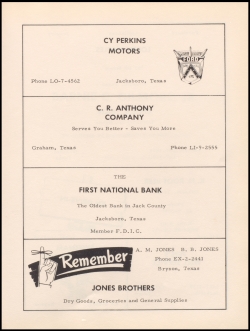 CY PERKINS
MOTORS
FORD
Phone LO-7-4562 Jacksboro, Texas
C. R. ANTHONY
COMPANY
Serves You Better - Saves You More
Graham, Texas Phone LI-9-2555
THE
FIRST NATIONAL BANK
The Oldest Bank in Jack County
Jacksboro, Texas
Member F.D.I.C.
Remember
A. M. JONES B. R. JONES
Phone EX-2-2441
Bryson, Texas
JONES BROTHERS
Dry Goods, Groceries and General Supplies